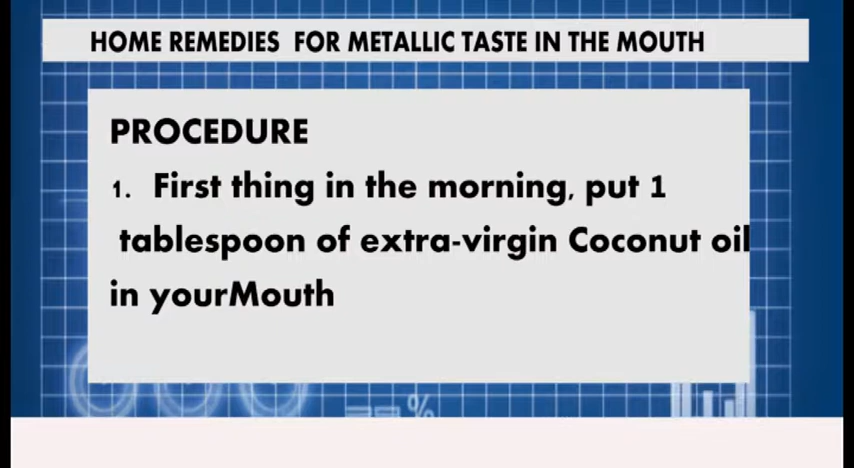 HOME REMEDIES FOR METALLIC TASTE IN THE MOUTH
PROCEDURE
1. First thing in the morning, put 1
tablespoon of extra-virgin Coconut oil
in yourMouth
%